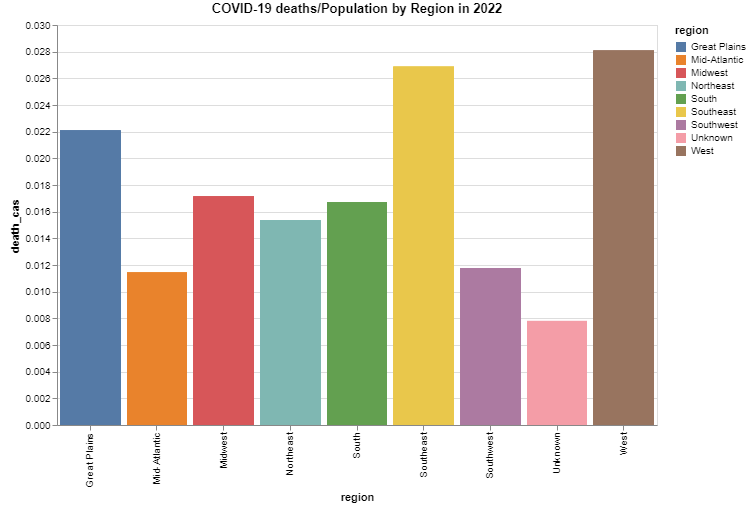 COVID-19 deaths/Population by Region in 2022
death_cas
0.030
0.028
0.026
0.024
0.022
0.020
0.018
0.016
0.014
0.012
0.010
0.008
0.006
0.004
0.002
0.000
Great Plains
Mid-Atlantic
Midwest
Northeast
South
Southeast
Southwest
Unknown
West
region
region
Great Plains
Mid-Atlantic
Midwest
Northeast
South
Southeast
Southwest
Unknown
West